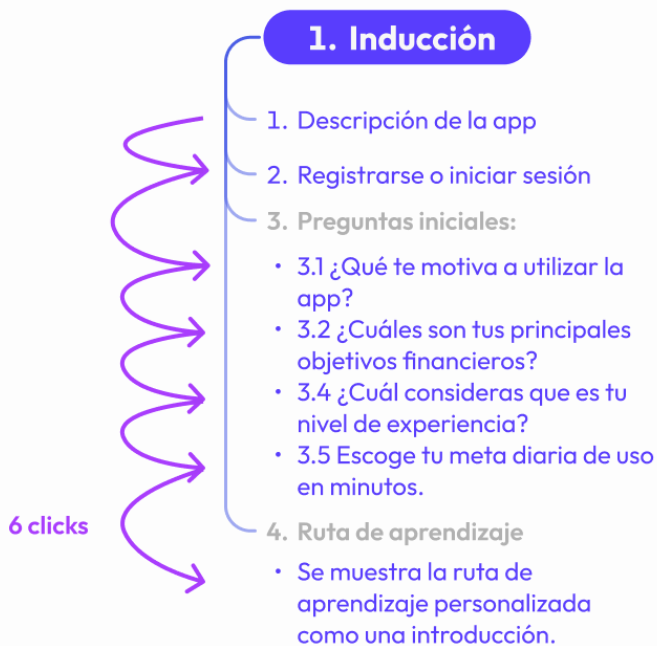 1. Inducción
1. Descripción de la app
2. Registrarse o iniciar sesión
3. Preguntas iniciales:
• 3.1 ¿Qué te motiva a utilizar la
app?
• 3.2 ¿Cuáles son tus principales
objetivos financieros?
• 3.4 ¿Cuál consideras que es tu
nivel de experiencia?
• 3.5 Escoge tu meta diaria de uso
en minutos.
6 clicks
4. Ruta de aprendizaje
• Se muestra la ruta de
aprendizaje personalizada
como una introducción.